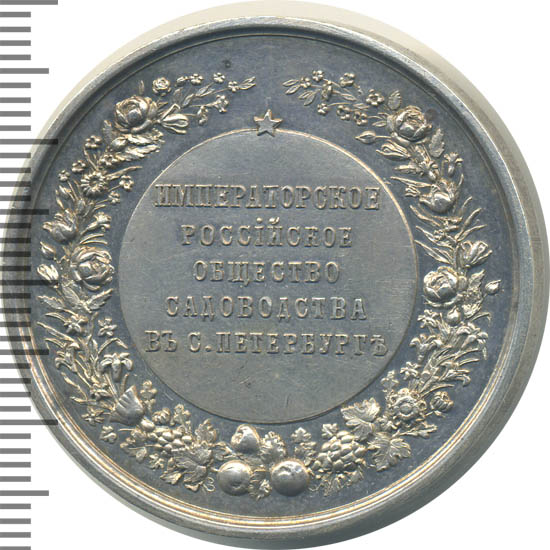 ИМПЕРАТОРСКОЕ
РОССІЙСКОЕ
ОБЩЕСТВО
САДОВОДСТВА
ВЪ С. ПЕТЕРБУРГѢ